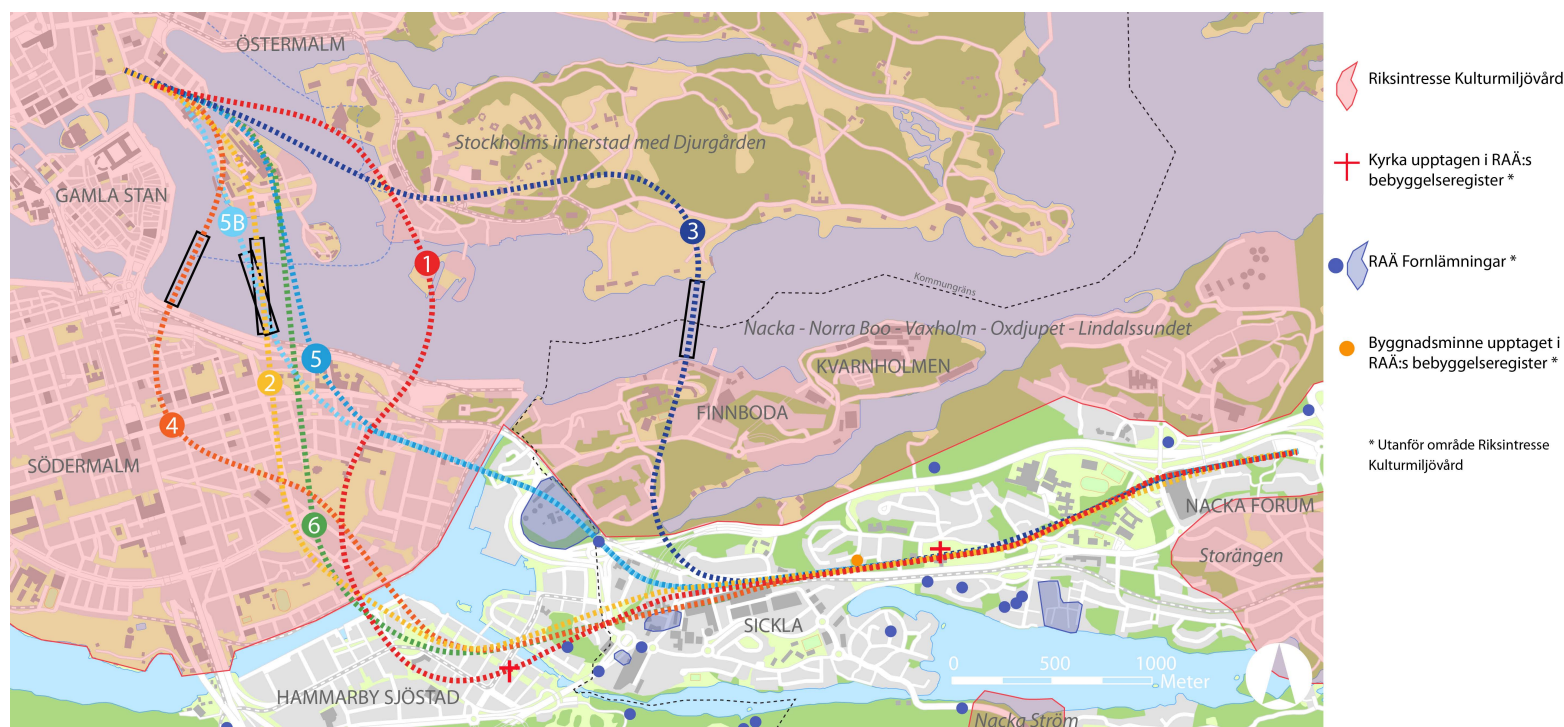 ÖSTERMALM
Stockholms innerstad med Djurgården
GAMLA STAN
5B
3
1
Kommungräns
Nacka - Norra Boo - Vaxholm - Oxdjupet - Lindalssundet
5
2
KVARNHOLMEN
FINNBODA
4
SÖDERMALM
6
NACKA FORUM
Storängen
SICKLA
0 500 1000
Meter
HAMMARBY SJÖSTAD
Nacka Ström
Riksintresse Kulturmiljövård
Kyrka upptagen i RAÄ:s
bebyggelseregister *
RAÄ Fornlämningar *
Byggnadsminne upptaget i
RAÄ:s bebyggelseregister *
* Utanför område Riksintresse
Kulturmiljövård